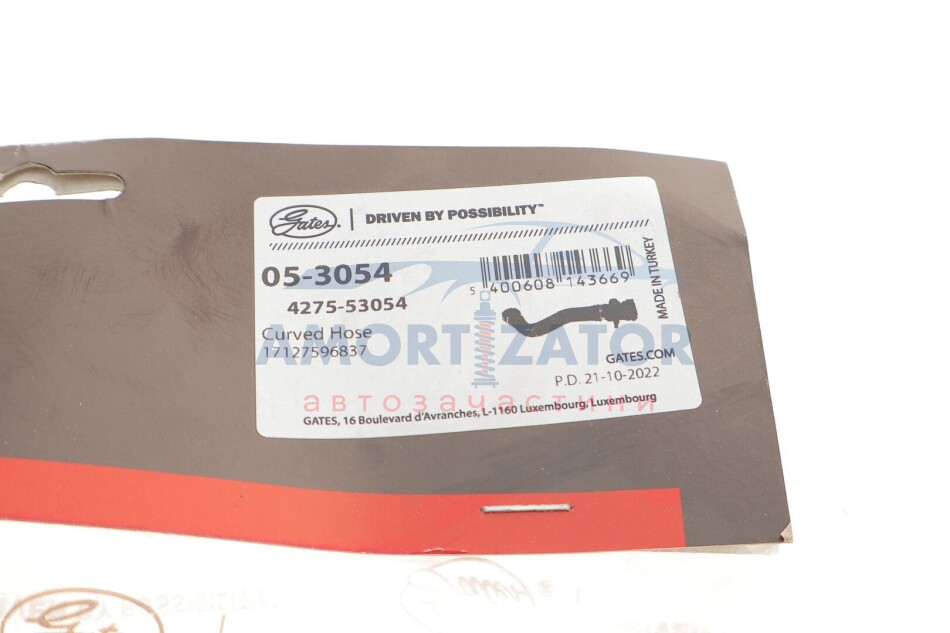 Gates. | DRIVEN BY POSSIBILITY™
05-3054
4275-53054
Curved Hose
17127596837
5 400608 143669
MADE IN TURKEY
GATES.COM
P.D. 21-10-2022
GATES, 16 Boulevard d'Avranches, L-1160 Luxembourg, Luxembourg
AMORTIZATOR
автозапчастини
Gates